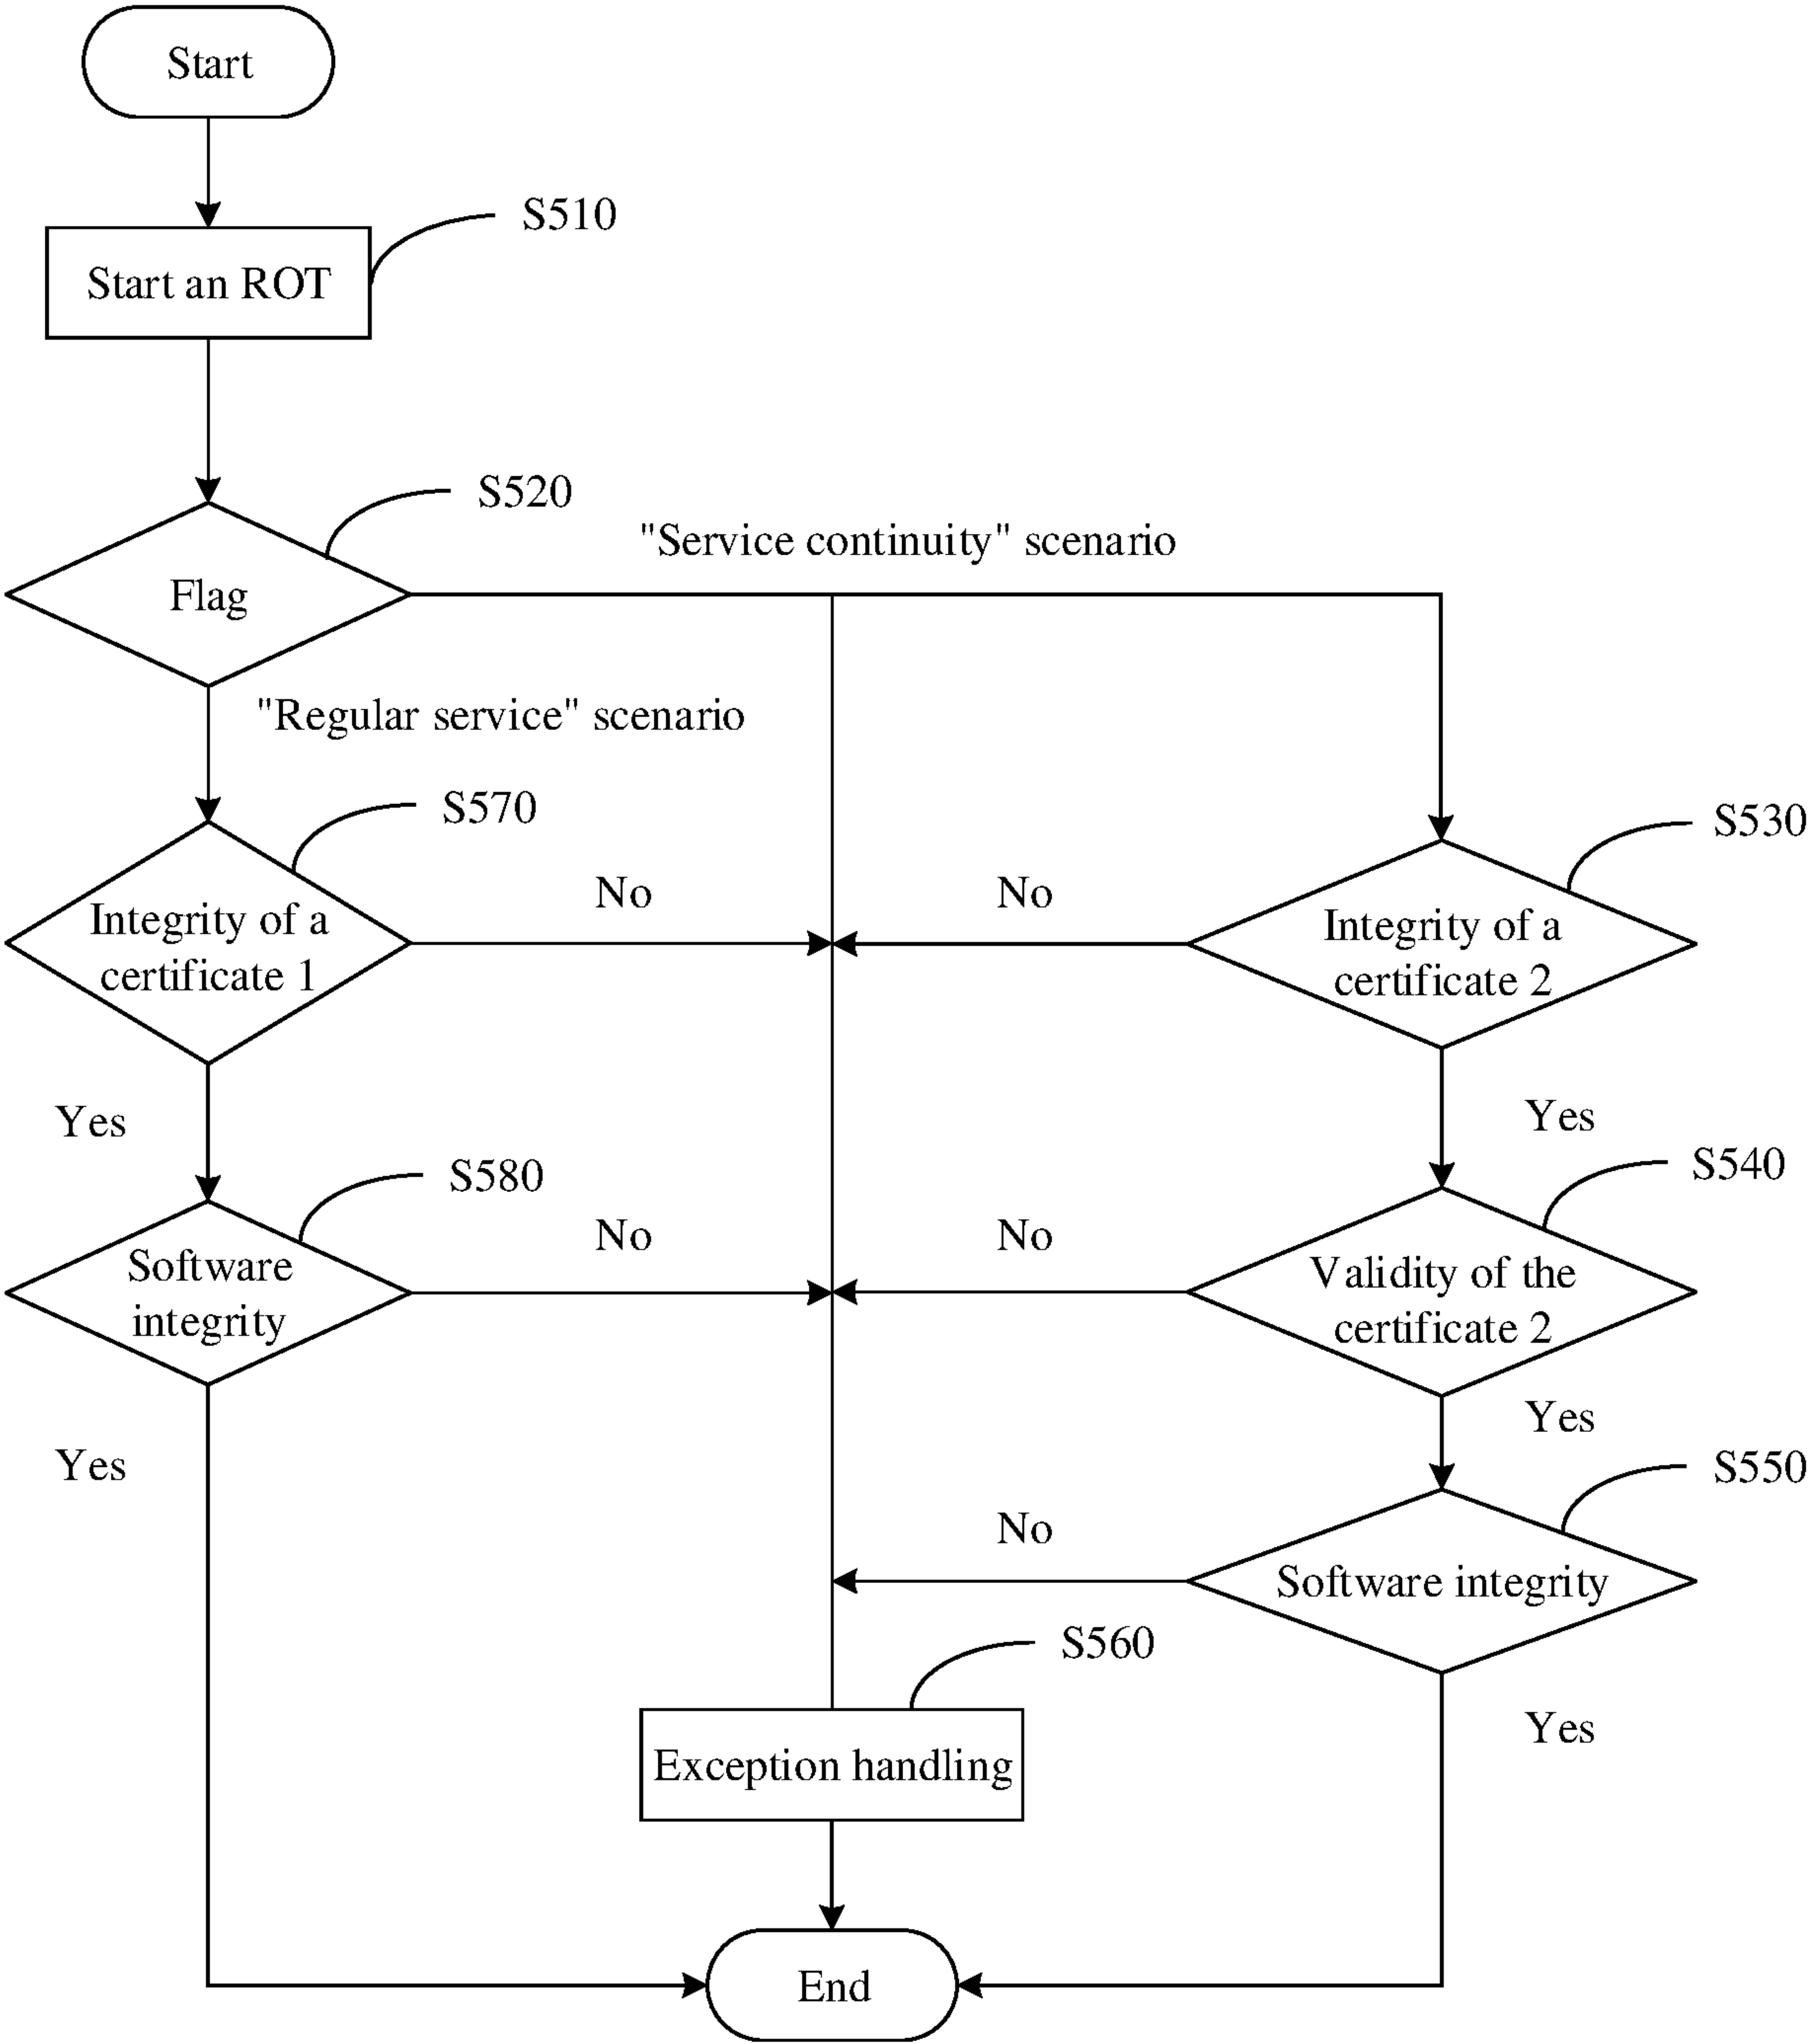 Start
S510
Start an ROT
S520
"Service continuity" scenario
Flag
"Regular service" scenario
S570
S530
No
No
Integrity of a
certificate 1
Integrity of a
certificate 2
Yes
Yes
S580
S540
No
No
Software
integrity
Validity of the
certificate 2
Yes
Yes
S550
No
Software integrity
S560
Yes
Exception handling
End